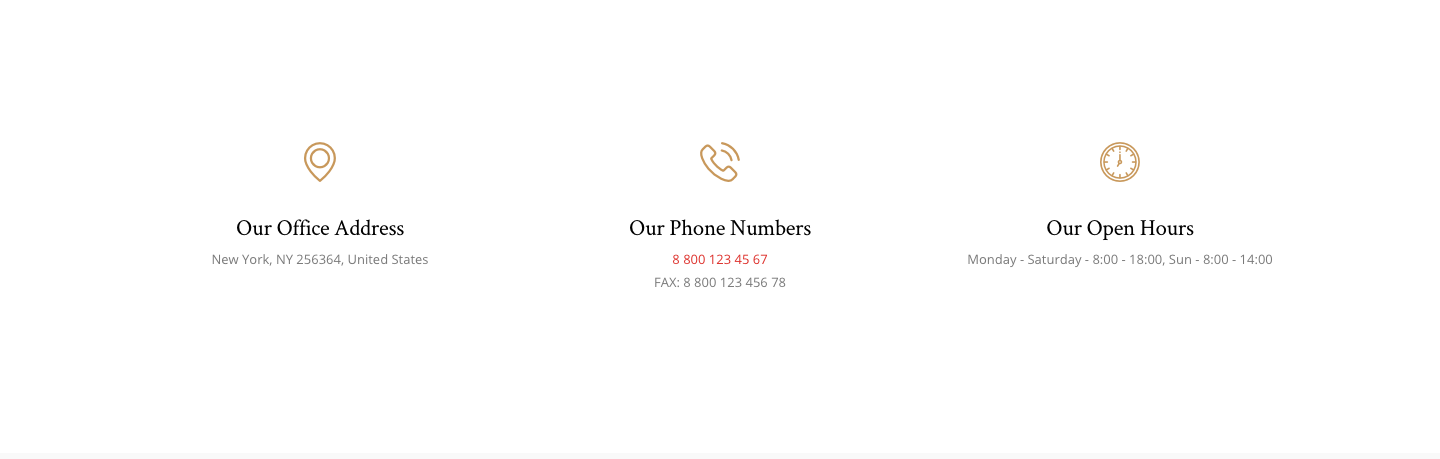 Our Office Address
New York, NY 256364, United States
Our Phone Numbers
8 800 123 45 67
FAX: 8 800 123 456 78
Our Open Hours
Monday - Saturday - 8:00 - 18:00, Sun - 8:00 - 14:00